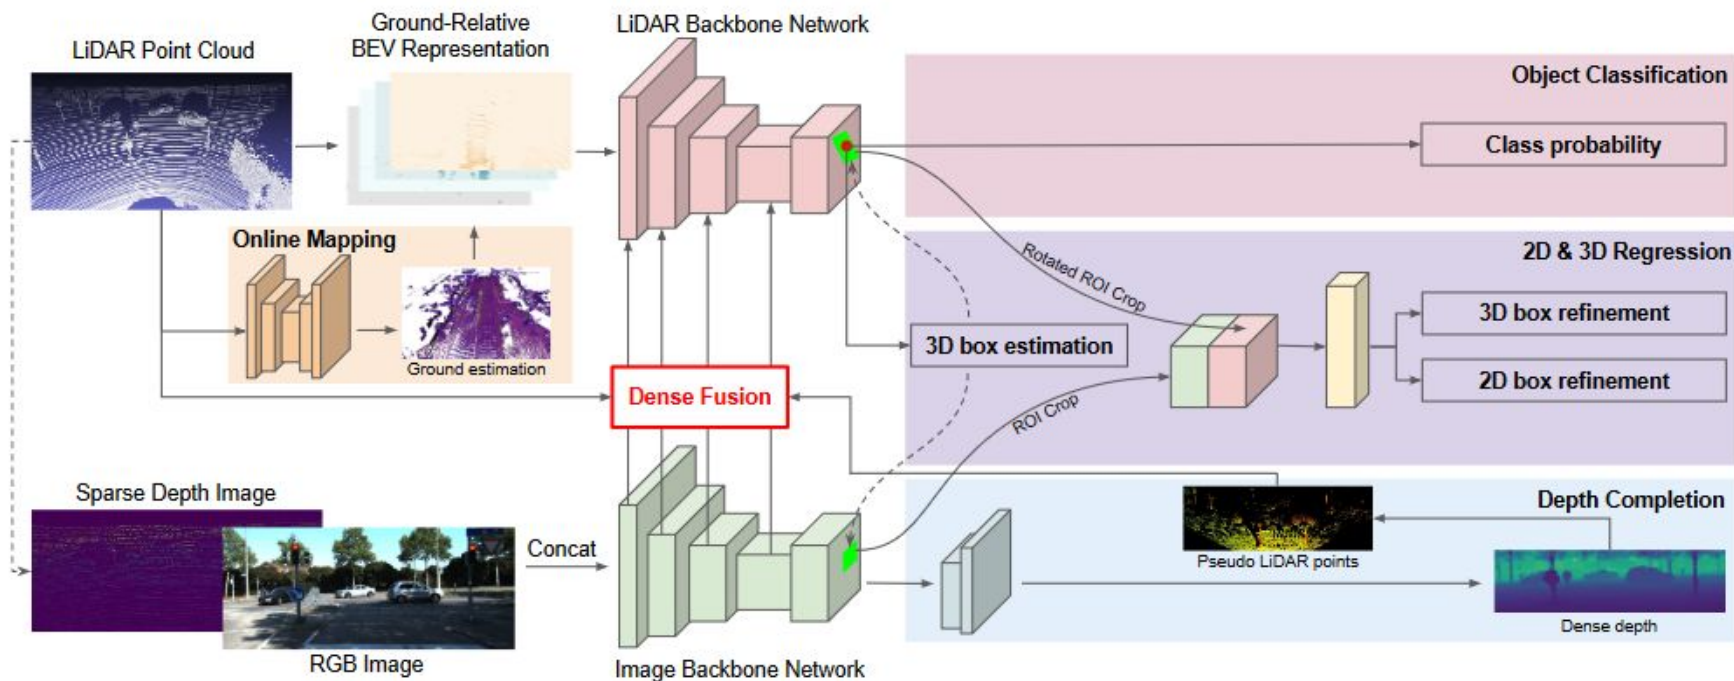 LiDAR Point Cloud
Ground-Relative
BEV Representation
LiDAR Backbone Network
Object Classification
Class probability
Online Mapping
Ground estimation
2D & 3D Regression
Rotated ROI Crop
3D box estimation
3D box refinement
2D box refinement
Dense Fusion
ROI Crop
Sparse Depth Image
RGB Image
Concat
Image Backbone Network
Depth Completion
Pseudo LiDAR points
Dense depth